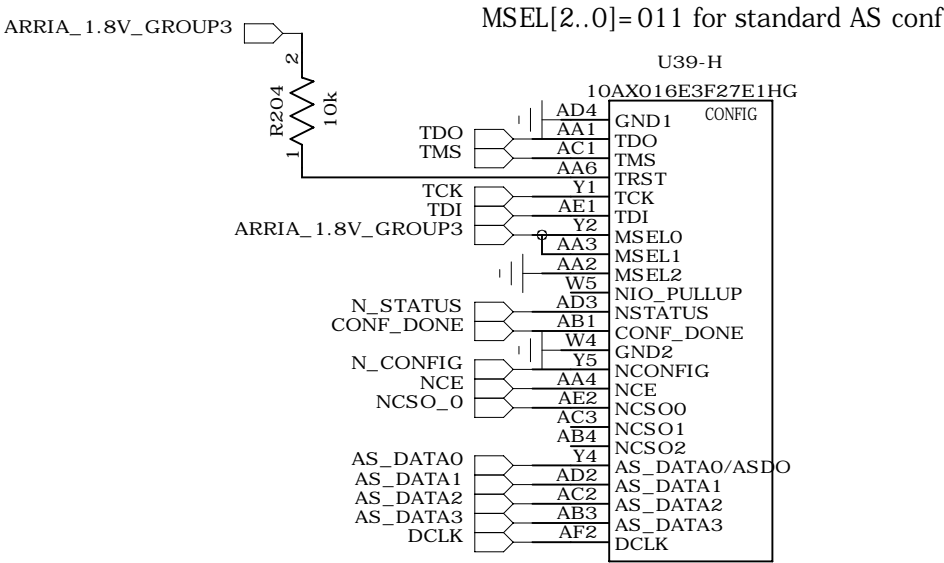 MSEL[2..0]=011 for standard AS conf
ARRIA_1.8V_GROUP3
2
R204
10k
1
U39-H
10AX016E3F27E1HG
CONFIG
AD4 GND1
TDO AA1 TDO
TMS AC1 TMS
AA6 TRST
TCK Y1 TCK
TDI AE1 TDI
ARRIA_1.8V_GROUP3 Y2 MSEL0
AA3 MSEL1
AA2 MSEL2
W5 NIO_PULLUP
N_STATUS AD3 NSTATUS
CONF_DONE AB1 CONF_DONE
W4 GND2
N_CONFIG Y5 NCONFIG
NCE AA4 NCE
NCSO_0 AE2 NCSO0
AC3 NCSO1
AB4 NCSO2
AS_DATA0 Y4 AS_DATA0/ASDO
AS_DATA1 AD2 AS_DATA1
AS_DATA2 AC2 AS_DATA2
AS_DATA3 AB3 AS_DATA3
DCLK AF2 DCLK